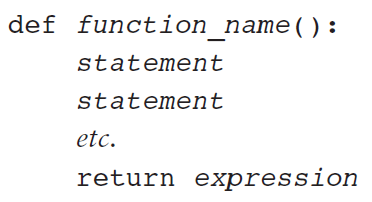 def function_name():
    statement
    statement
    etc.
    return expression